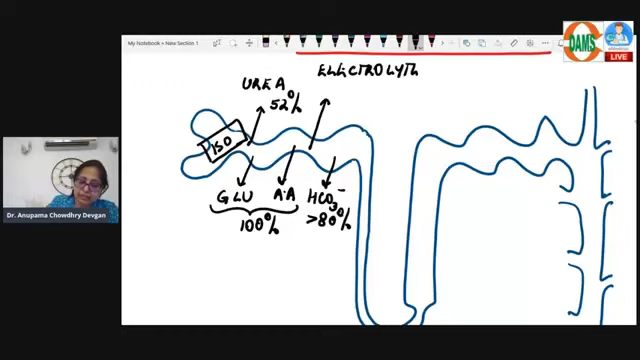 My Notebook > New Section 1
DAMS
LIVE
ELECTROLYTE
UREA
52%
ISO
GLU A·A HCO3-
100% >80%
Dr. Anupama Chowdhry Devgan